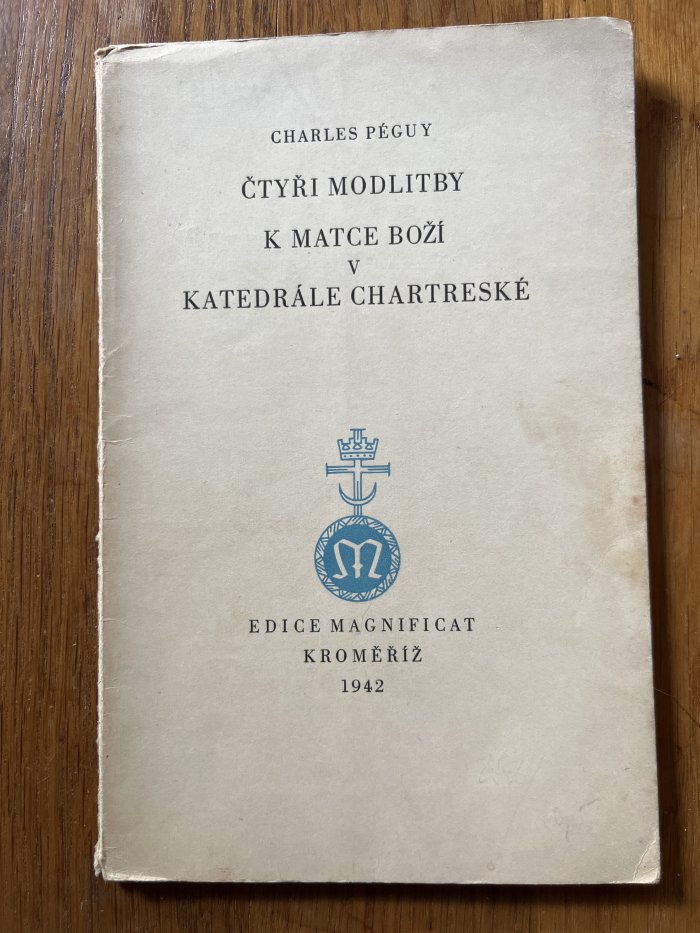 CHARLES PÉGUY
ČTYŘI MODLITBY
K MATCE BOŽÍ
V
KATEDRÁLE CHARTRESKÉ
M
EDICE MAGNIFICAT
KROMĚŘÍŽ
1942